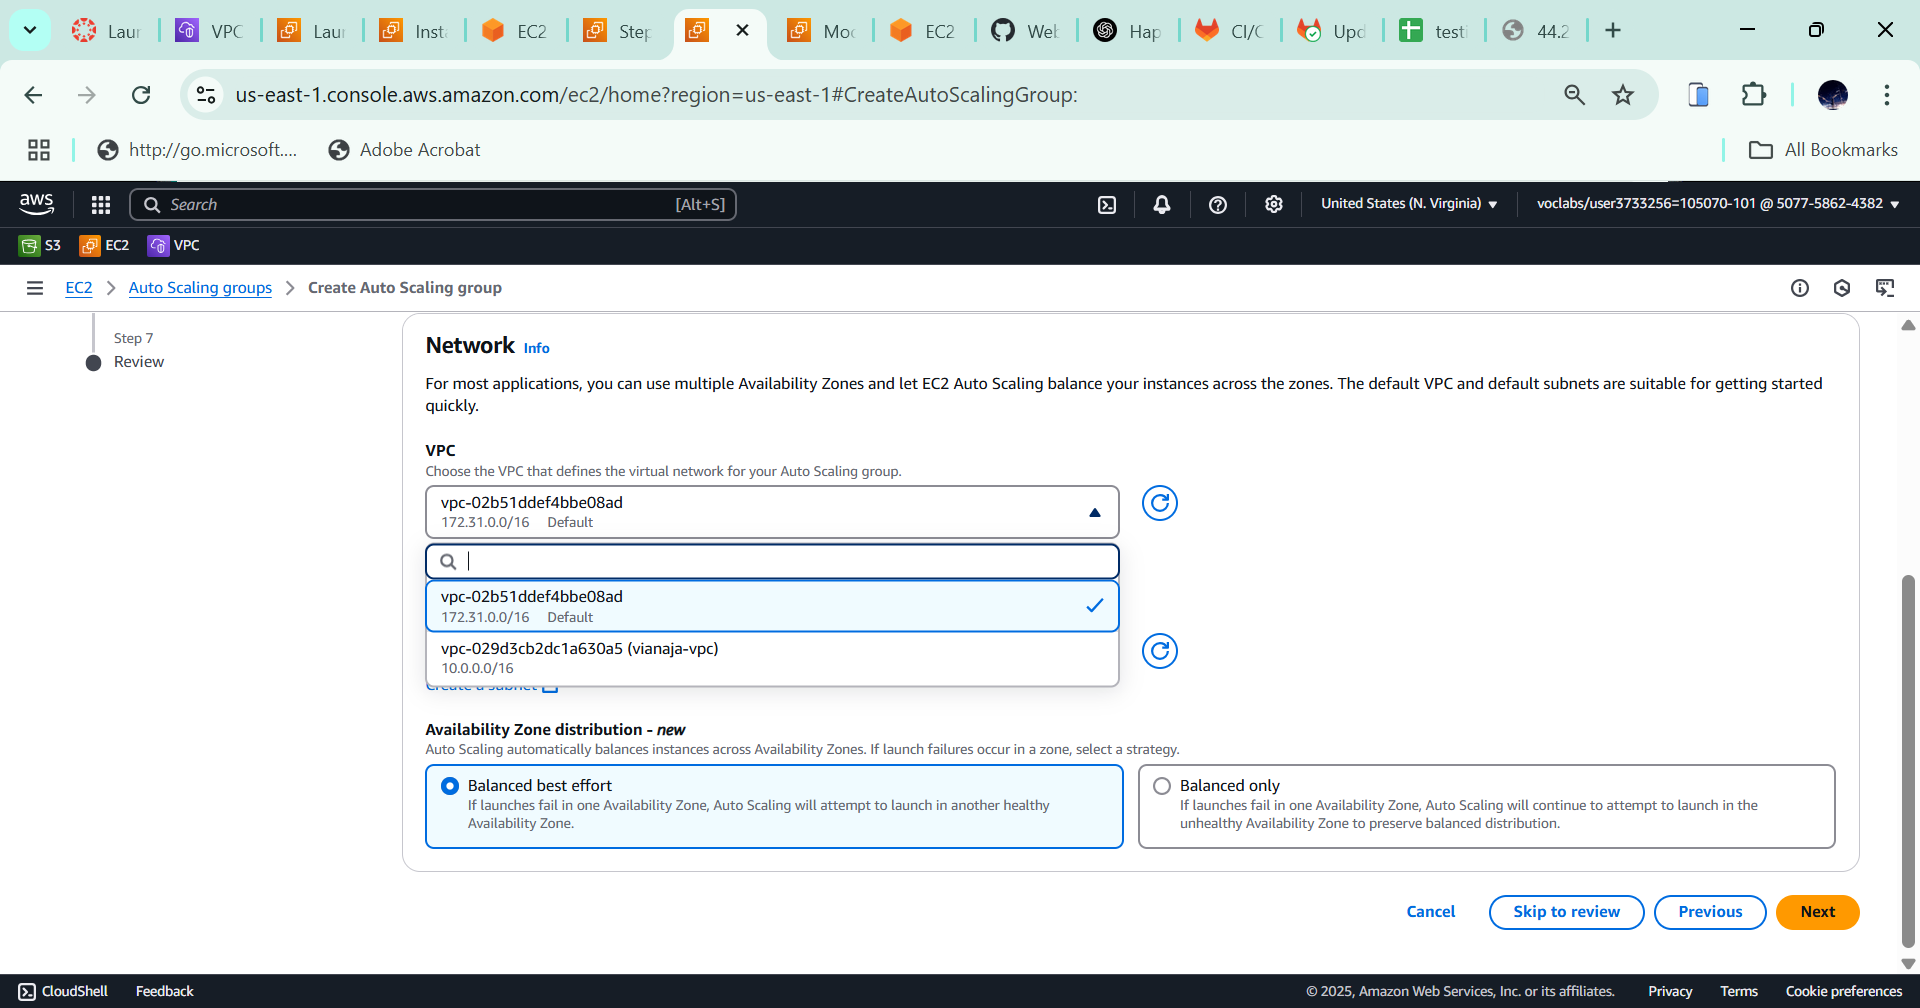 Laur
VPC
Laur
Insta
EC2
Step
Moc
EC2
Web
Hap
CI/C
Upd
testi
44.2
us-east-1.console.aws.amazon.com/ec2/home?region=us-east-1#CreateAutoScalingGroup:
http://go.microsoft....
Adobe Acrobat
All Bookmarks
aws
Search
[Alt+S]
United States (N. Virginia)
voclabs/user3733256=105070-101 @ 5077-5862-4382
S3
EC2
VPC
EC2
Auto Scaling groups
Create Auto Scaling group
Step 7
Review
Network Info
For most applications, you can use multiple Availability Zones and let EC2 Auto Scaling balance your instances across the zones. The default VPC and default subnets are suitable for getting started
quickly.
VPC
Choose the VPC that defines the virtual network for your Auto Scaling group.
vpc-02b51ddef4bbe08ad
172.31.0.0/16 Default
vpc-02b51ddef4bbe08ad
172.31.0.0/16 Default
vpc-029d3cb2dc1a630a5 (vianaja-vpc)
10.0.0.0/16
Create a subnet
Availability Zone distribution - new
Auto Scaling automatically balances instances across Availability Zones. If launch failures occur in a zone, select a strategy.
Balanced best effort
If launches fail in one Availability Zone, Auto Scaling will attempt to launch in another healthy
Availability Zone.
Balanced only
If launches fail in one Availability Zone, Auto Scaling will continue to attempt to launch in the
unhealthy Availability Zone to preserve balanced distribution.
Cancel
Skip to review
Previous
Next
CloudShell
Feedback
© 2025, Amazon Web Services, Inc. or its affiliates.
Privacy
Terms
Cookie preferences